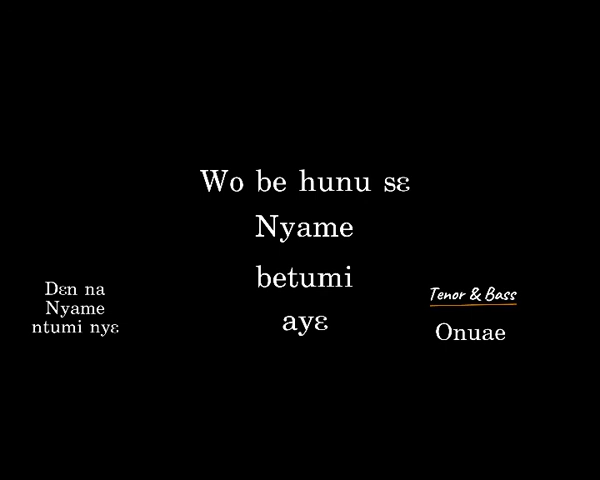 Wo be hunu sɛ
Nyame
betumi
ayɛ
Dɛn na
Nyame
ntumi nyɛ
Tenor & Bass
Onuae